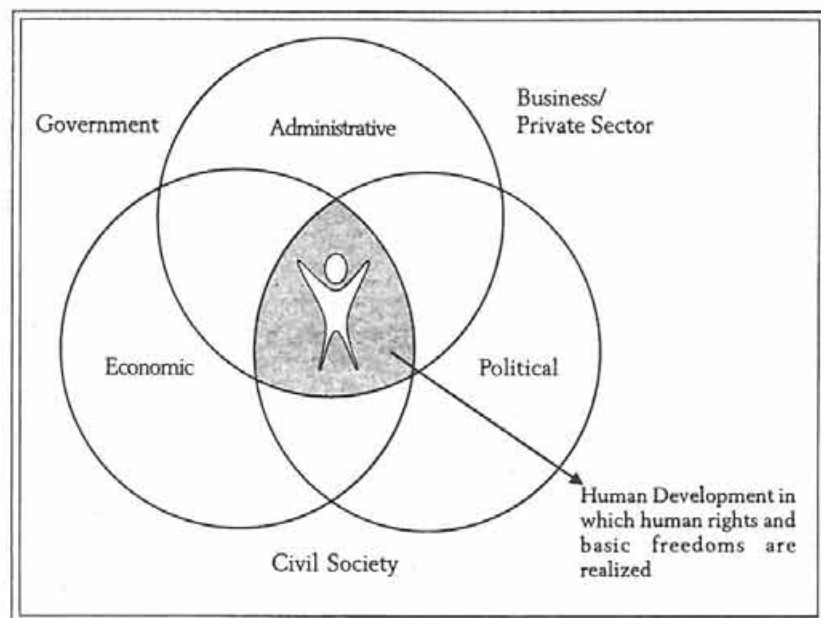 Government
Administrative
Business/
Private Sector
Economic
Political
Human Development in
which human rights and
basic freedoms are
realized
Civil Society